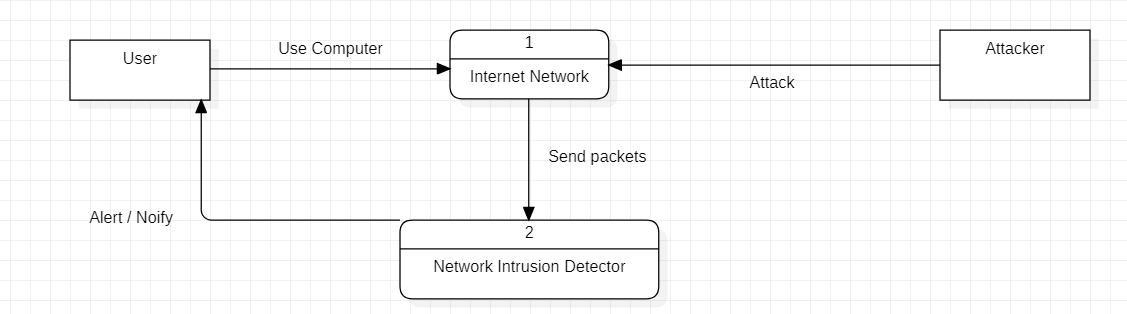 User
Use Computer
1
Internet Network
Attacker
Attack
Send packets
Alert / Noify
2
Network Intrusion Detector